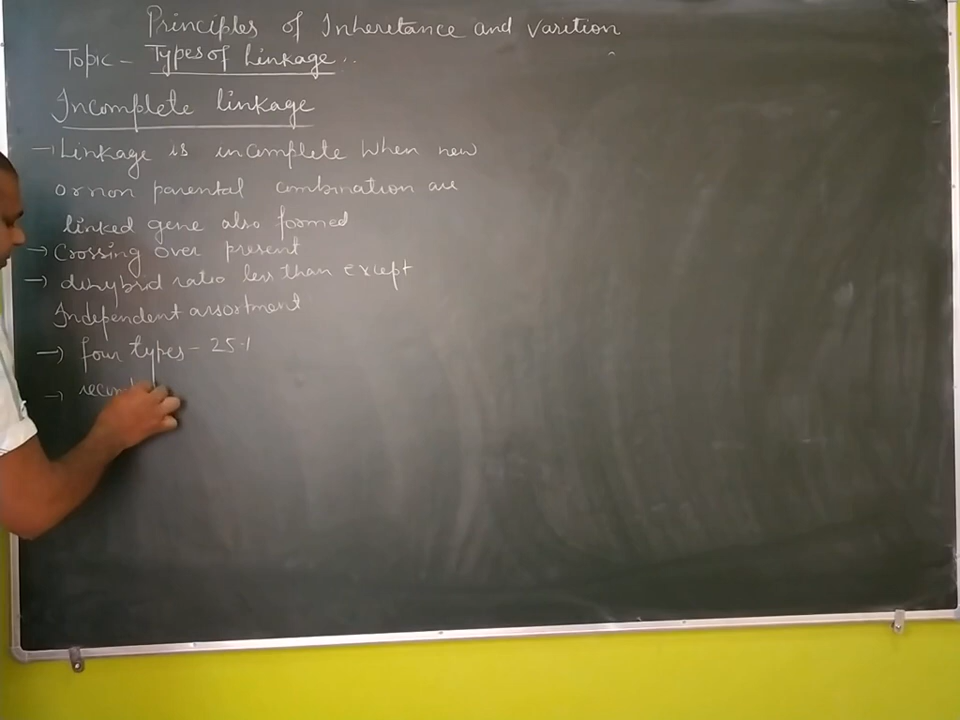 Principles of Inheretance and varition
Topic - Types of Linkage ..
Incomplete linkage
→ Linkage is incomplete when new
or non parental combination are
linked gene also formed
→ Crossing over present
→ dihybrid ratio less than except
Independent assortment
→ four types - 25%
→ recom